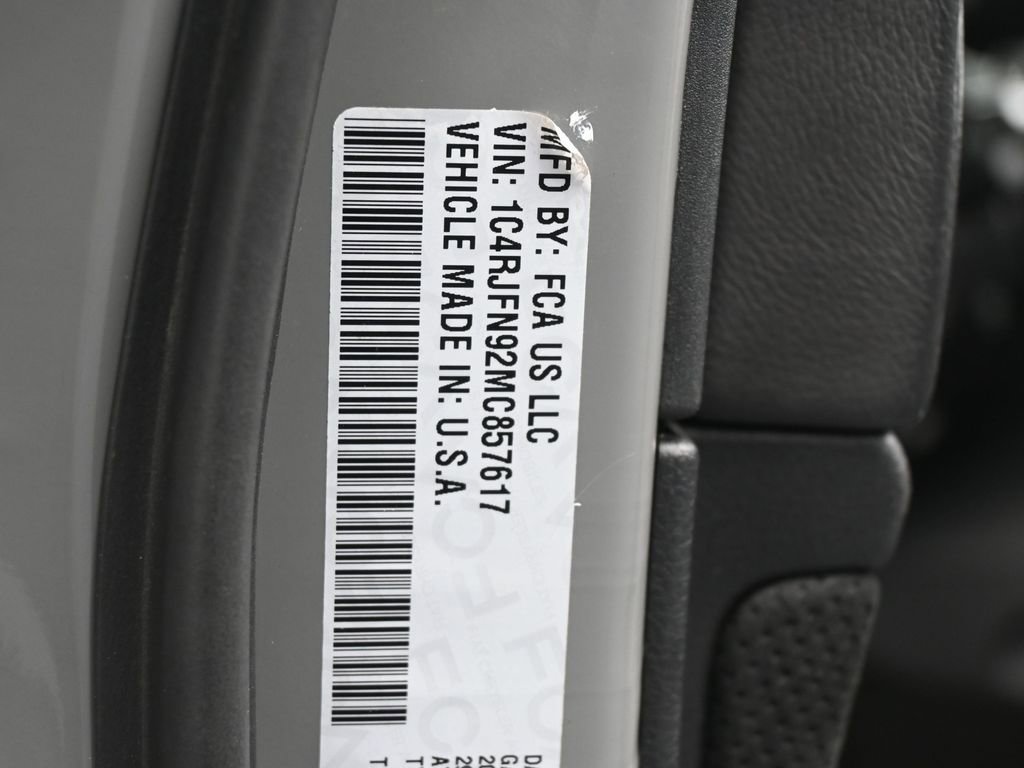 MFD BY: FCA US LLC
VIN: 1C4RJFN92MC857617
VEHICLE MADE IN: U.S.A.